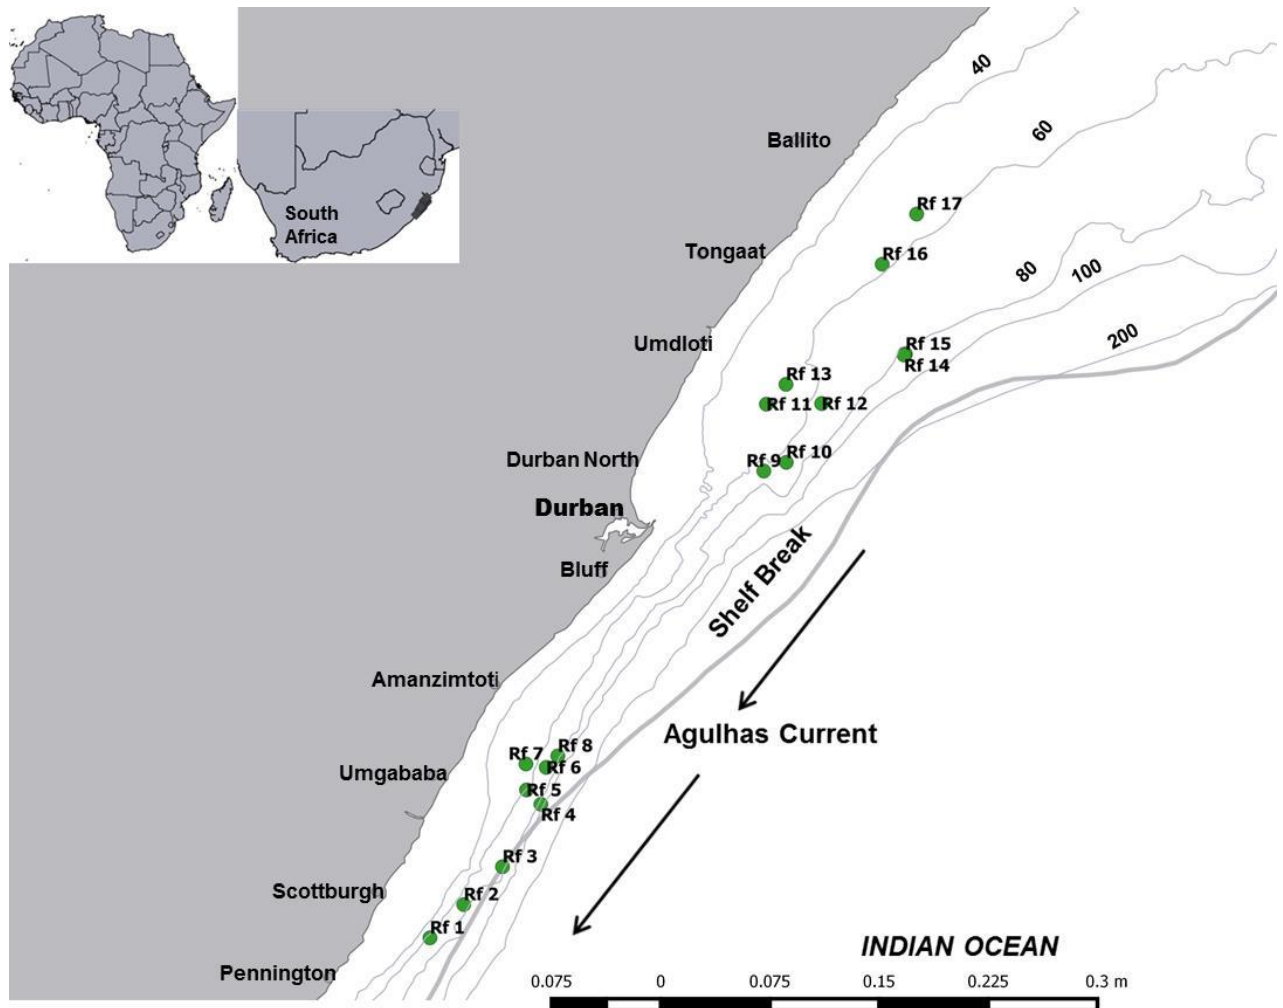 South
Africa
40
Ballito
60
Rf 17
Tongaat
Rf 16
80
100
Umdloti
200
Rf 15
Rf 14
Rf 13
Rf 11
Rf 12
Durban North
Rf 9
Rf 10
Durban
Bluff
Shelf Break
Amanzimtoti
Agulhas Current
Rf 7
Rf 8
Rf 6
Umgababa
Rf 5
Rf 4
Rf 3
Scottburgh
Rf 2
Rf 1
INDIAN OCEAN
Pennington
0.075
0
0.075
0.15
0.225
0.3 m